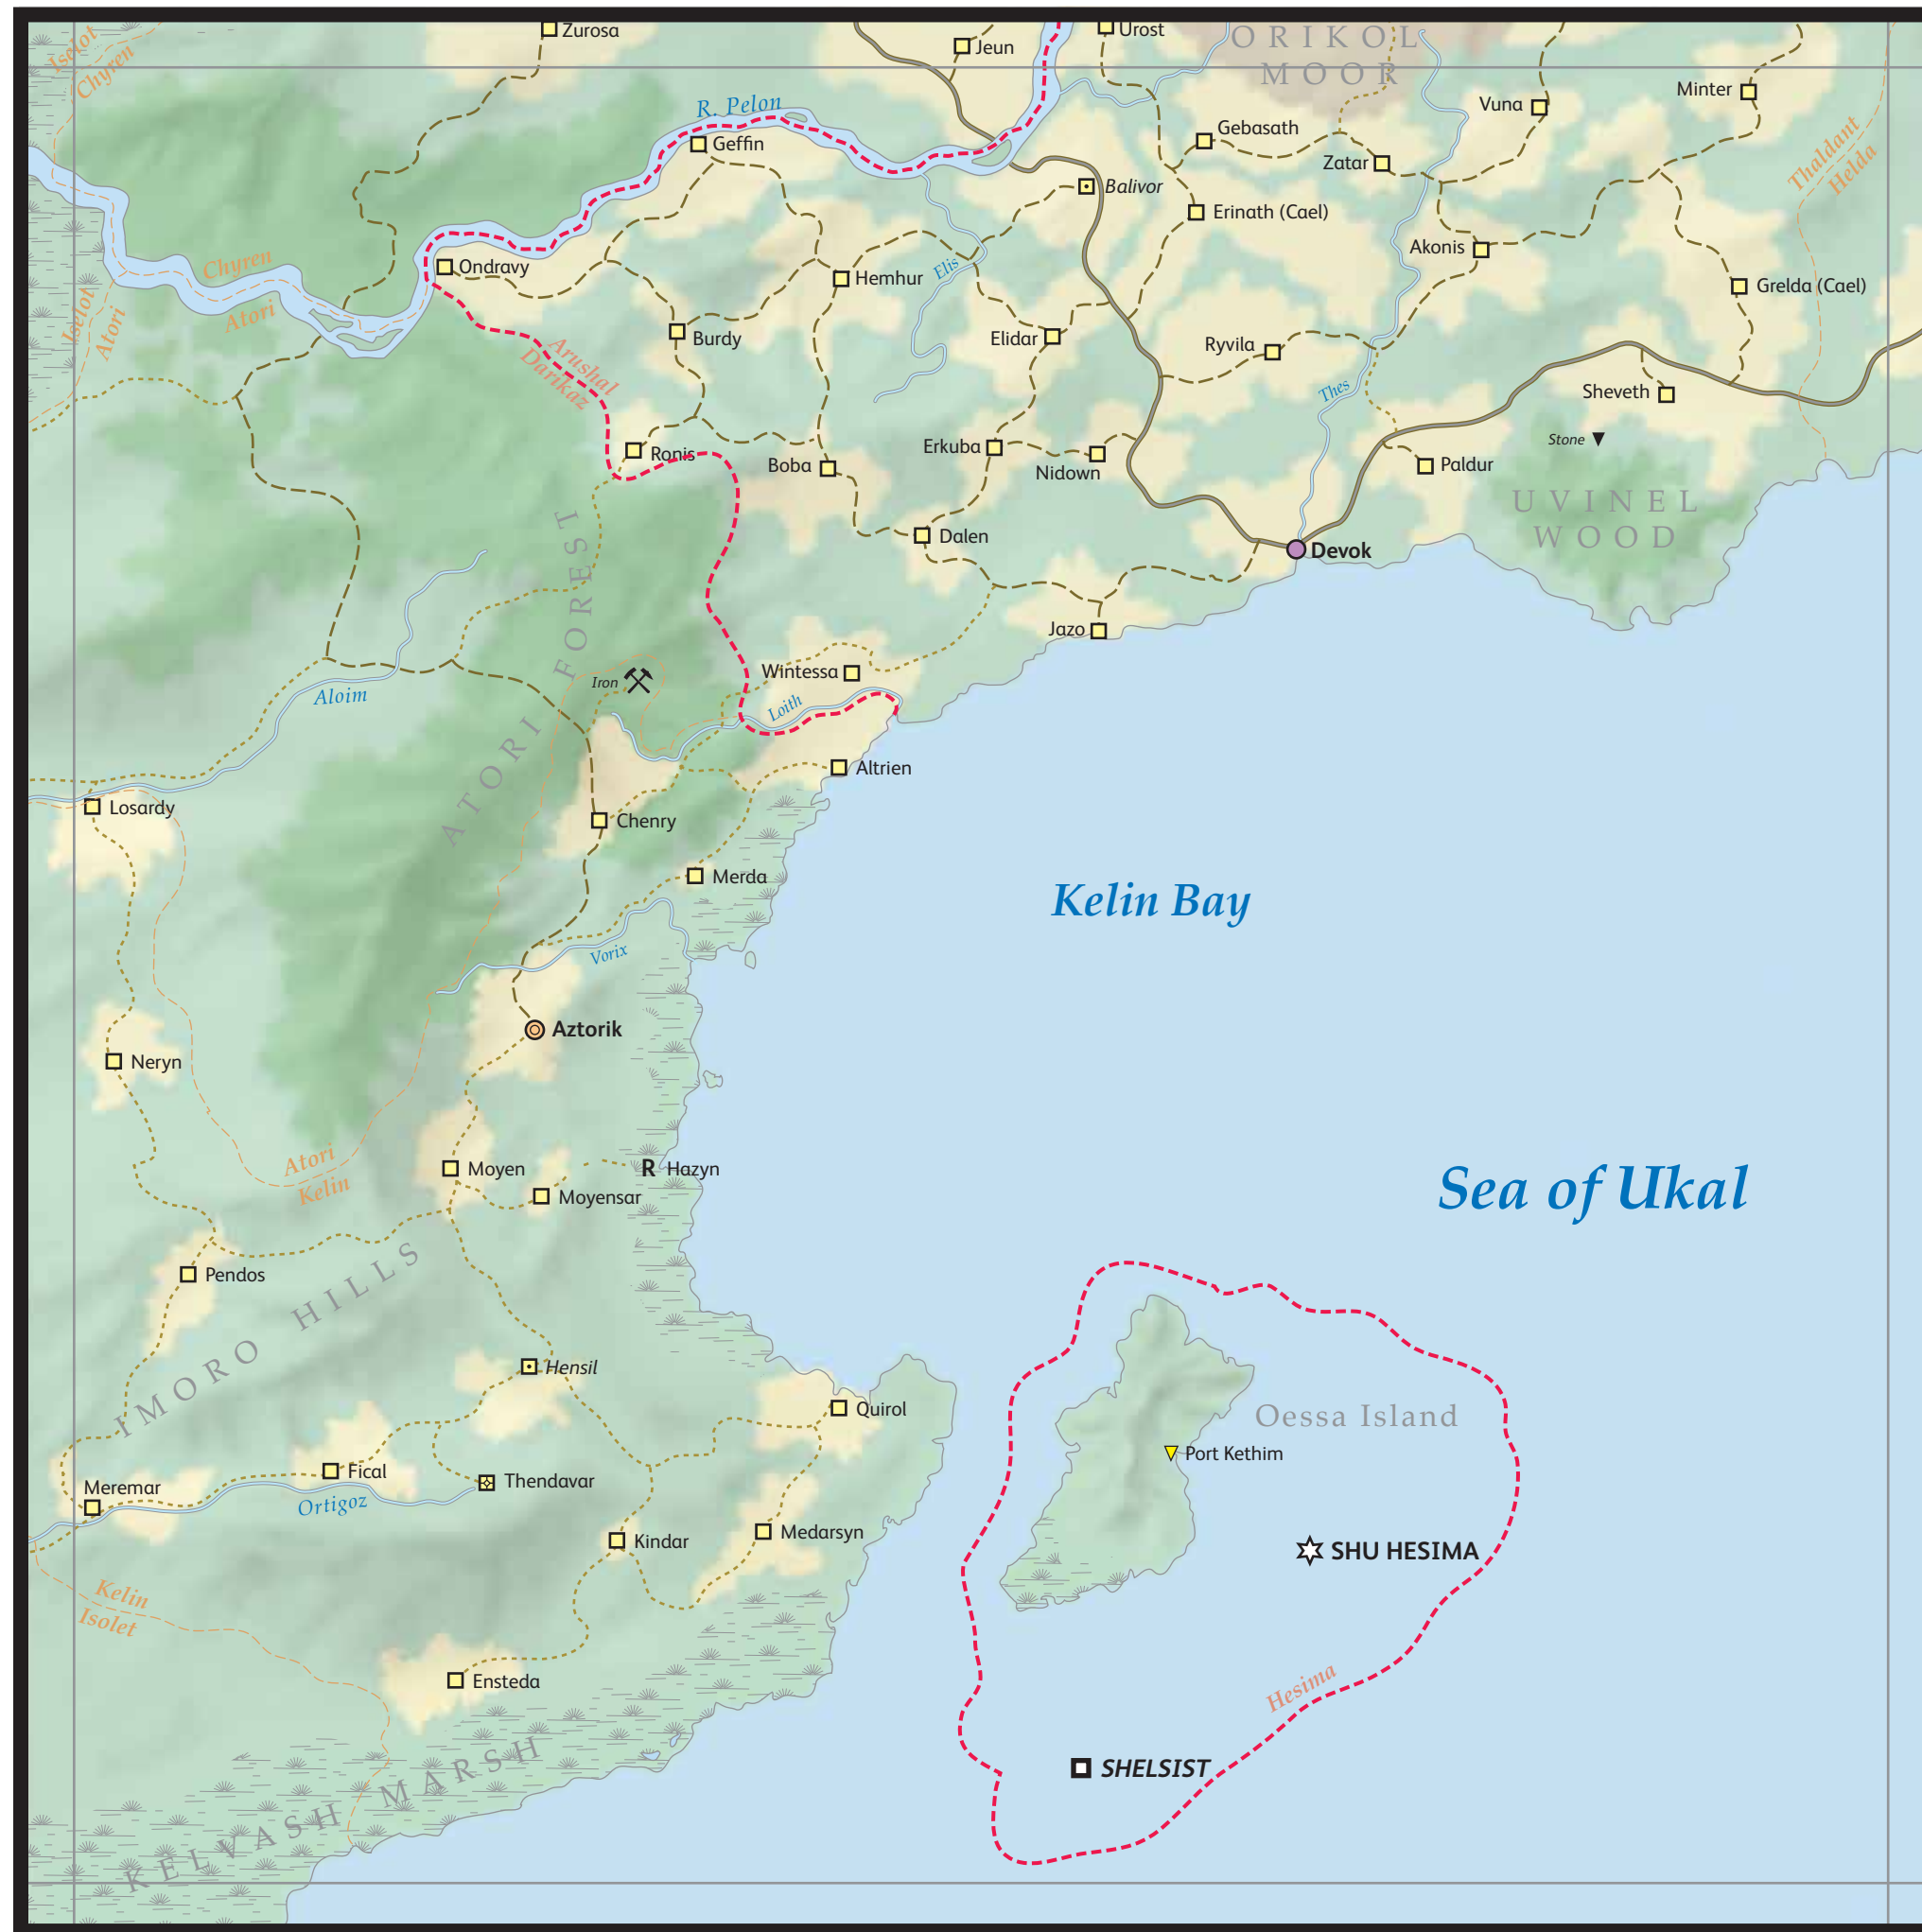 Zurosa
Jeun
Urost
ORIKOL
MOOR
Iselot
Chyren
Minter
Vuna
R. Pelon
Geffin
Gebasath
Zatar
Thaldant
Helda
Balivor
Erinath (Cael)
Akonis
Chyren
Atori
Ondravy
Elis
Hemhur
Grelda (Cael)
Iselot
Atori
Burdy
Elidar
Ryvila
Arushal
Darikaz
Thes
Sheveth
Ronis
Boba
Erkuba
Nidown
Stone
Paldur
UVINEL
WOOD
Dalen
Devok
ATORI FOREST
Jazo
Iron
Wintessa
Aloim
Loith
Altrien
Losardy
Chenry
Merda
Kelin Bay
Vorix
Aztorik
Neryn
Atori
Kelin
Moyen
R Hazyn
Moyensar
Sea of Ukal
Pendos
IMORO HILLS
Hensil
Quirol
Oessa Island
Port Kethim
Fical
Thendavar
Meremar
Ortigoz
Kindar
Medarsyn
SHU HESIMA
Kelin
Isolet
Ensteda
Hesima
KELVASH MARSH
SHELSIST